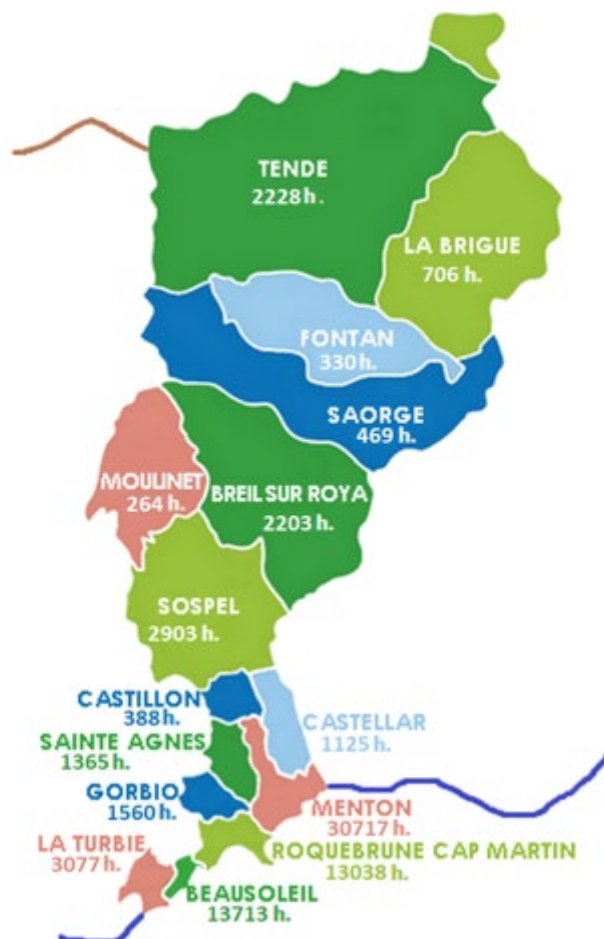 TENDE
2228 h.
LA BRIGUE
706 h.
FONTAN
330 h.
SAORGE
469 h.
MOULINET
264 h.
BREIL SUR ROYA
2203 h.
SOSPEL
2903 h.
CASTILLON
388 h.
CASTELLAR
1125 h.
SAINTE AGNES
1365 h.
GORBIO
1560 h.
MENTON
30717 h.
LA TURBIE
3077 h.
ROQUEBRUNE CAP MARTIN
13038 h.
BEAUSOLEIL
13713 h.